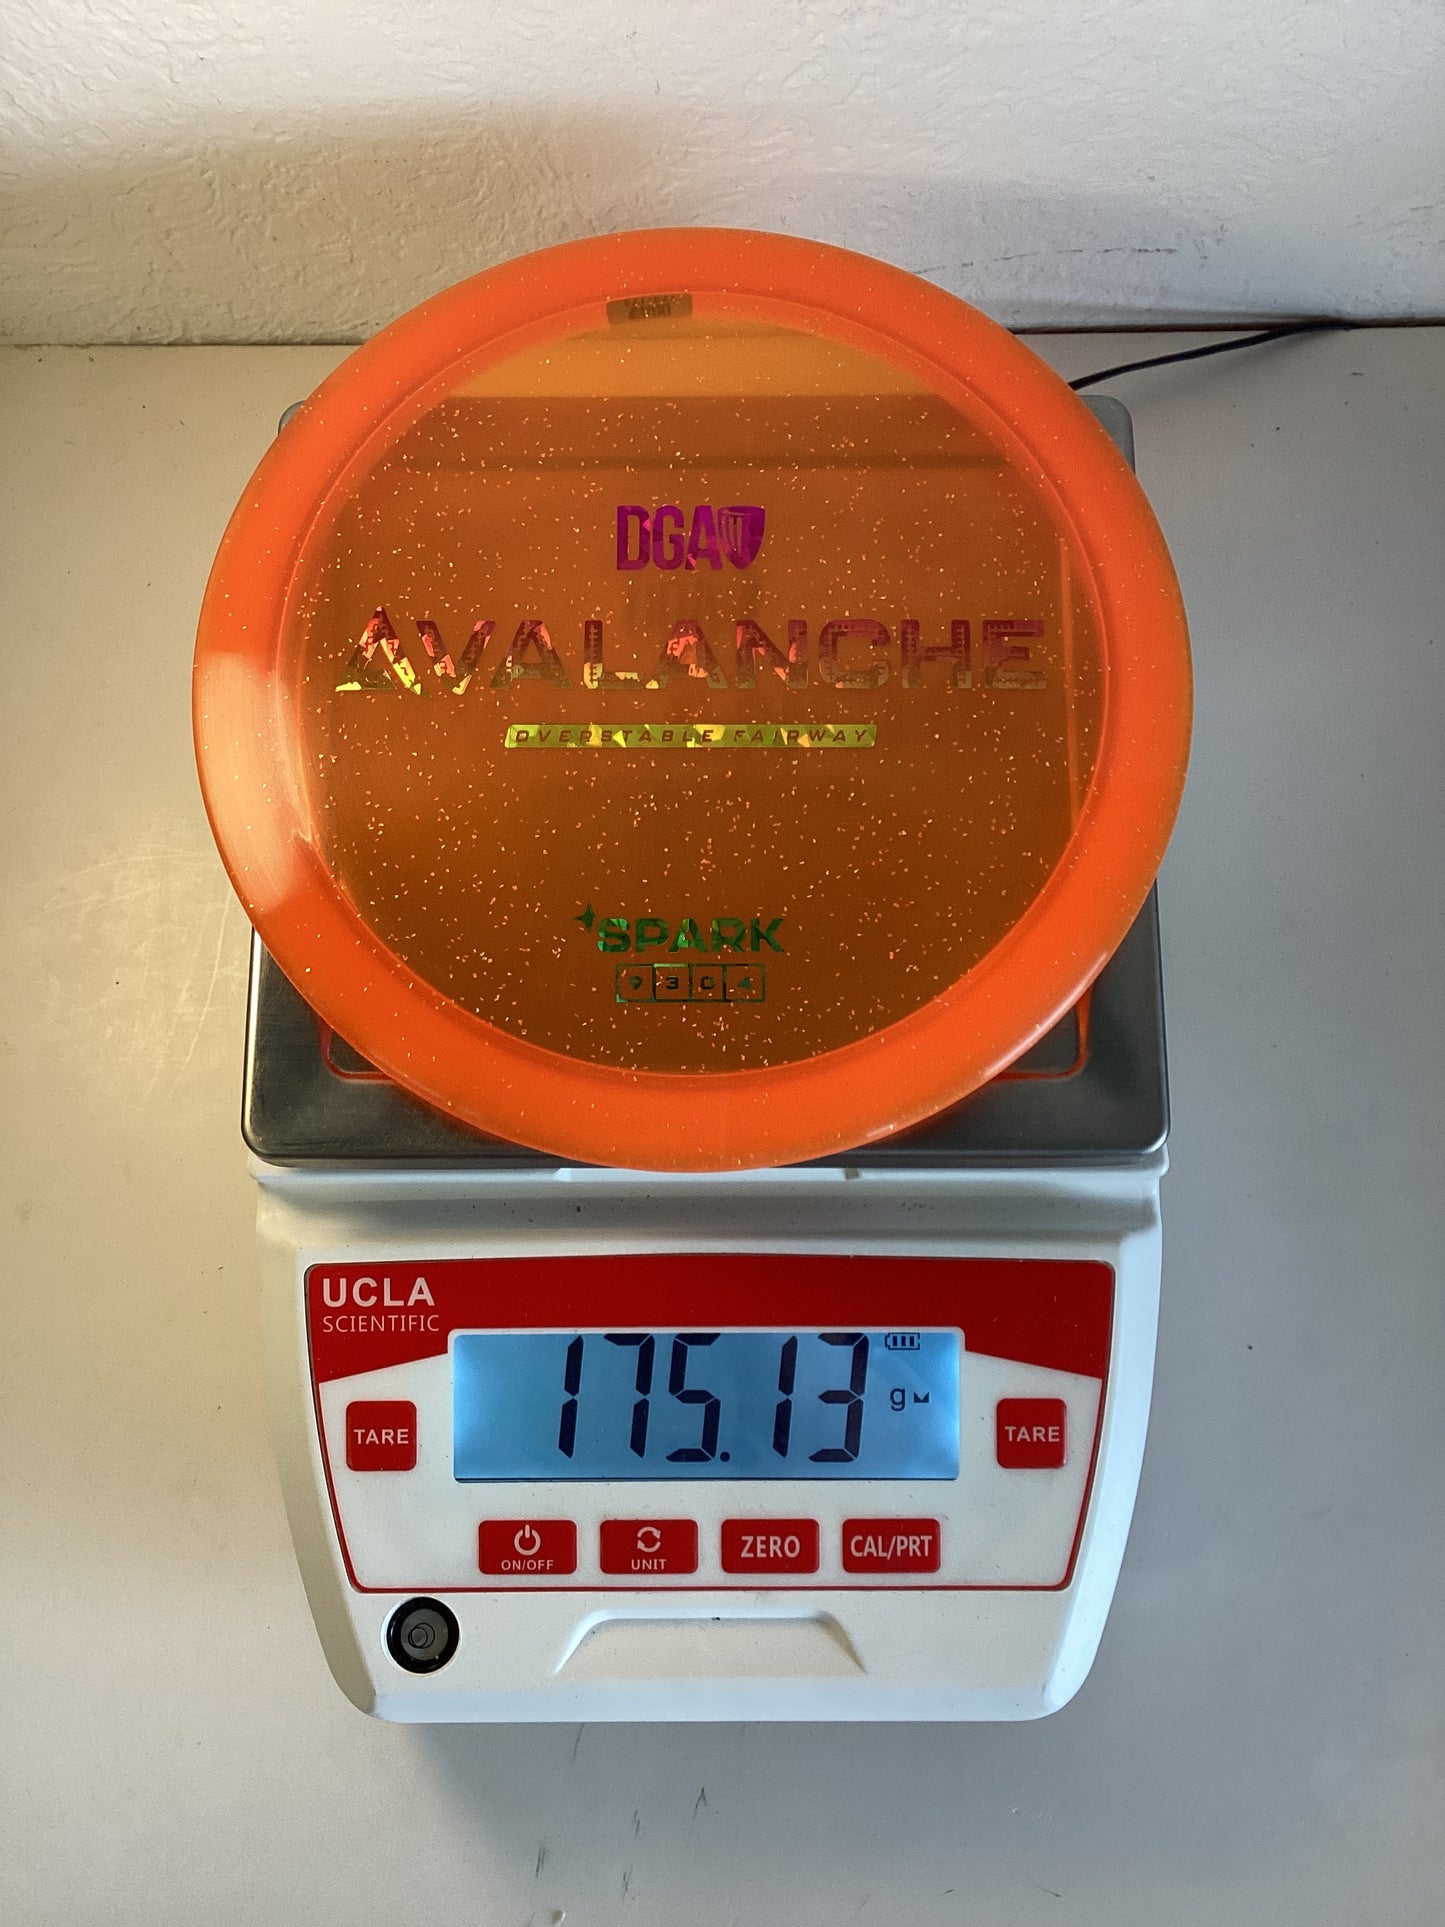 DGA
AVALANCHE
OVERSTABLE FAIRWAY
SPARK
9 3 0 4
UCLA
SCIENTIFIC
175.13 g
TARE
TARE
ON/OFF
UNIT
ZERO
CAL/PRT